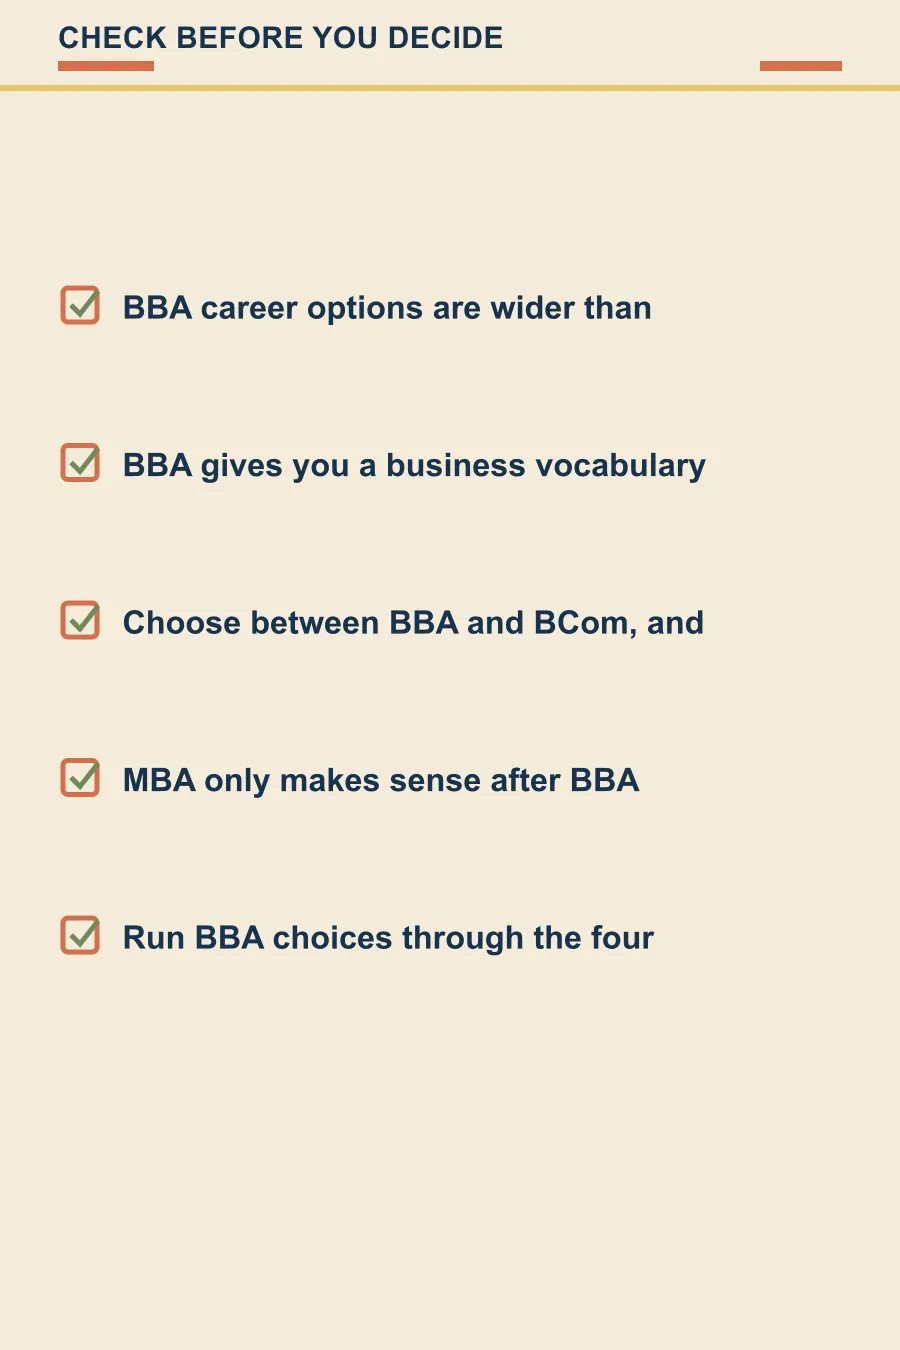 CHECK BEFORE YOU DECIDE
BBA career options are wider than
BBA gives you a business vocabulary
Choose between BBA and BCom, and
MBA only makes sense after BBA
Run BBA choices through the four